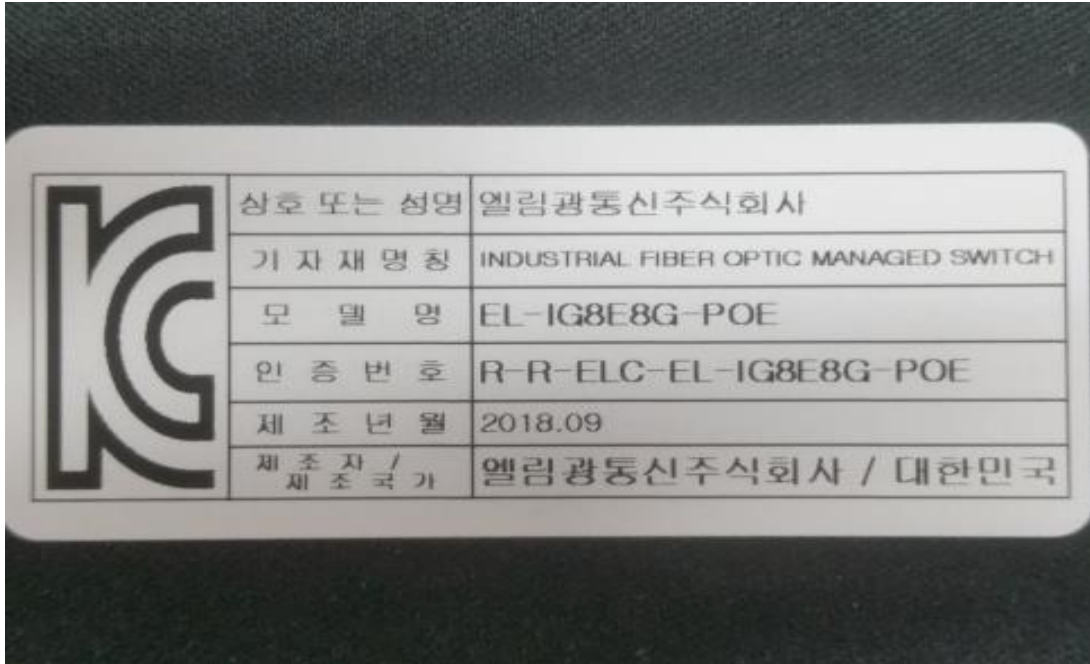 상호 또는 성명 엘림광통신주식회사
기 자 재 명 칭 INDUSTRIAL FIBER OPTIC MANAGED SWITCH
모 델 명 EL-IG8E8G-POE
인 증 번 호 R-R-ELC-EL-IG8E8G-POE
제 조 년 월 2018.09
제 조 자 /
제 조 국 가 엘림광통신주식회사 / 대한민국